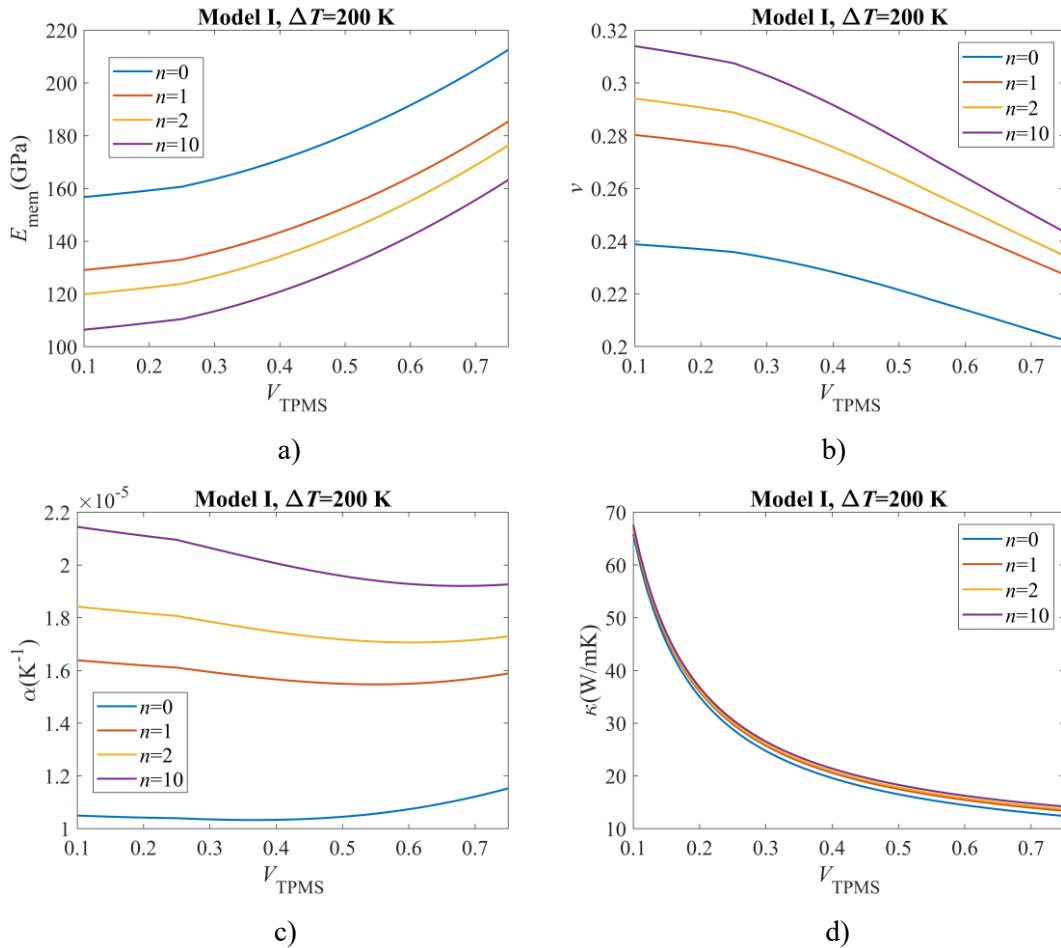 Model I, ΔT=200 K
220
200
180
160
140
120
100
E_mem(GPa)
n=0
n=1
n=2
n=10
0.1 0.2 0.3 0.4 0.5 0.6 0.7
V_TPMS
a)
Model I, ΔT=200 K
0.32
0.3
0.28
0.26
0.24
0.22
0.2
ν
n=0
n=1
n=2
n=10
0.1 0.2 0.3 0.4 0.5 0.6 0.7
V_TPMS
b)
Model I, ΔT=200 K
×10^-5
2.2
2
1.8
1.6
1.4
1.2
1
α(K^-1)
n=0
n=1
n=2
n=10
0.1 0.2 0.3 0.4 0.5 0.6 0.7
V_TPMS
c)
Model I, ΔT=200 K
70
60
50
40
30
20
10
κ(W/mK)
n=0
n=1
n=2
n=10
0.1 0.2 0.3 0.4 0.5 0.6 0.7
V_TPMS
d)